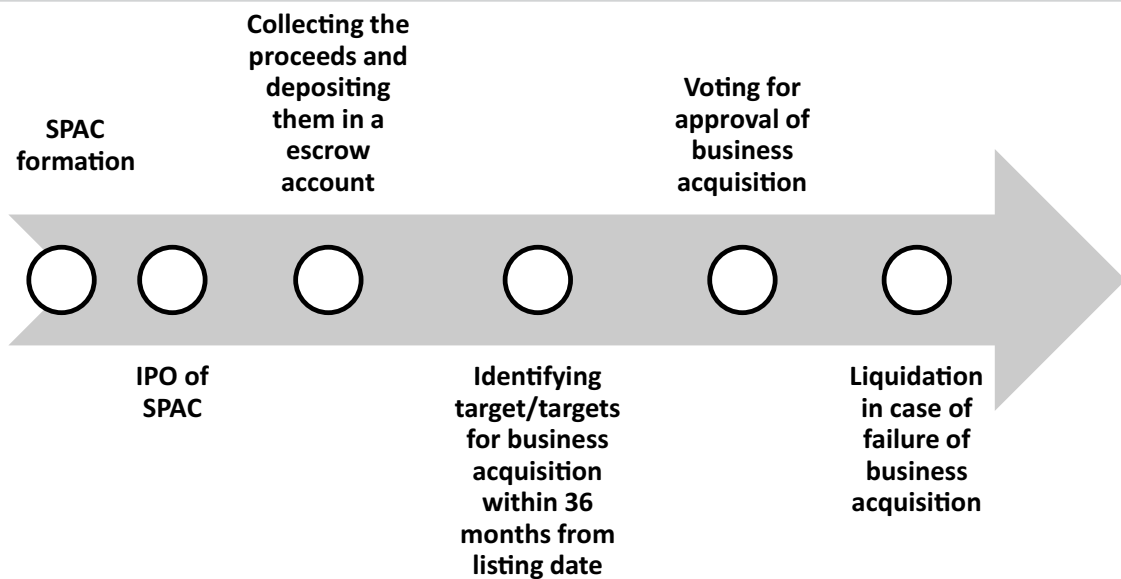 SPAC
formation
IPO of
SPAC
Collecting the
proceeds and
depositing
them in a
escrow
account
Identifying
target/targets
for business
acquisition
within 36
months from
listing date
Voting for
approval of
business
acquisition
Liquidation
in case of
failure of
business
acquisition